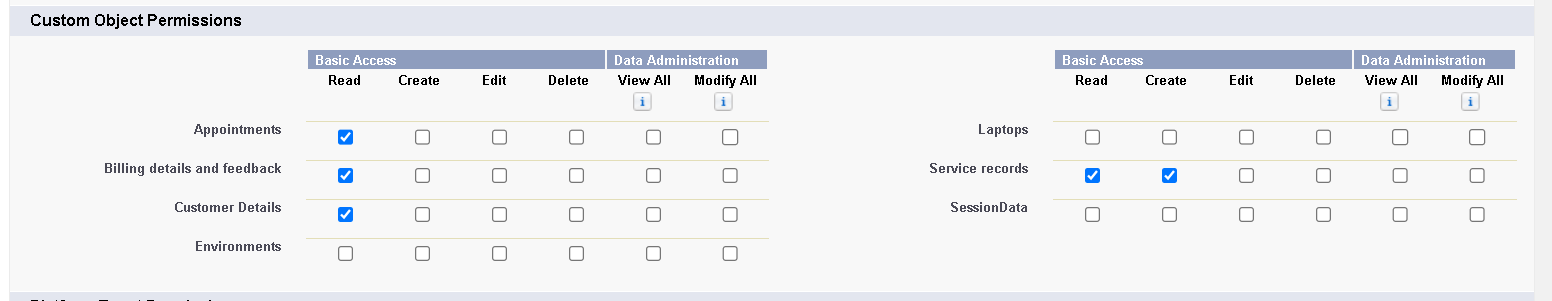 Custom Object Permissions
Basic Access Data Administration Basic Access Data Administration
Read Create Edit Delete View All Modify All Read Create Edit Delete View All Modify All
i i i i
Appointments Laptops
Billing details and feedback Service records
Customer Details SessionData
Environments